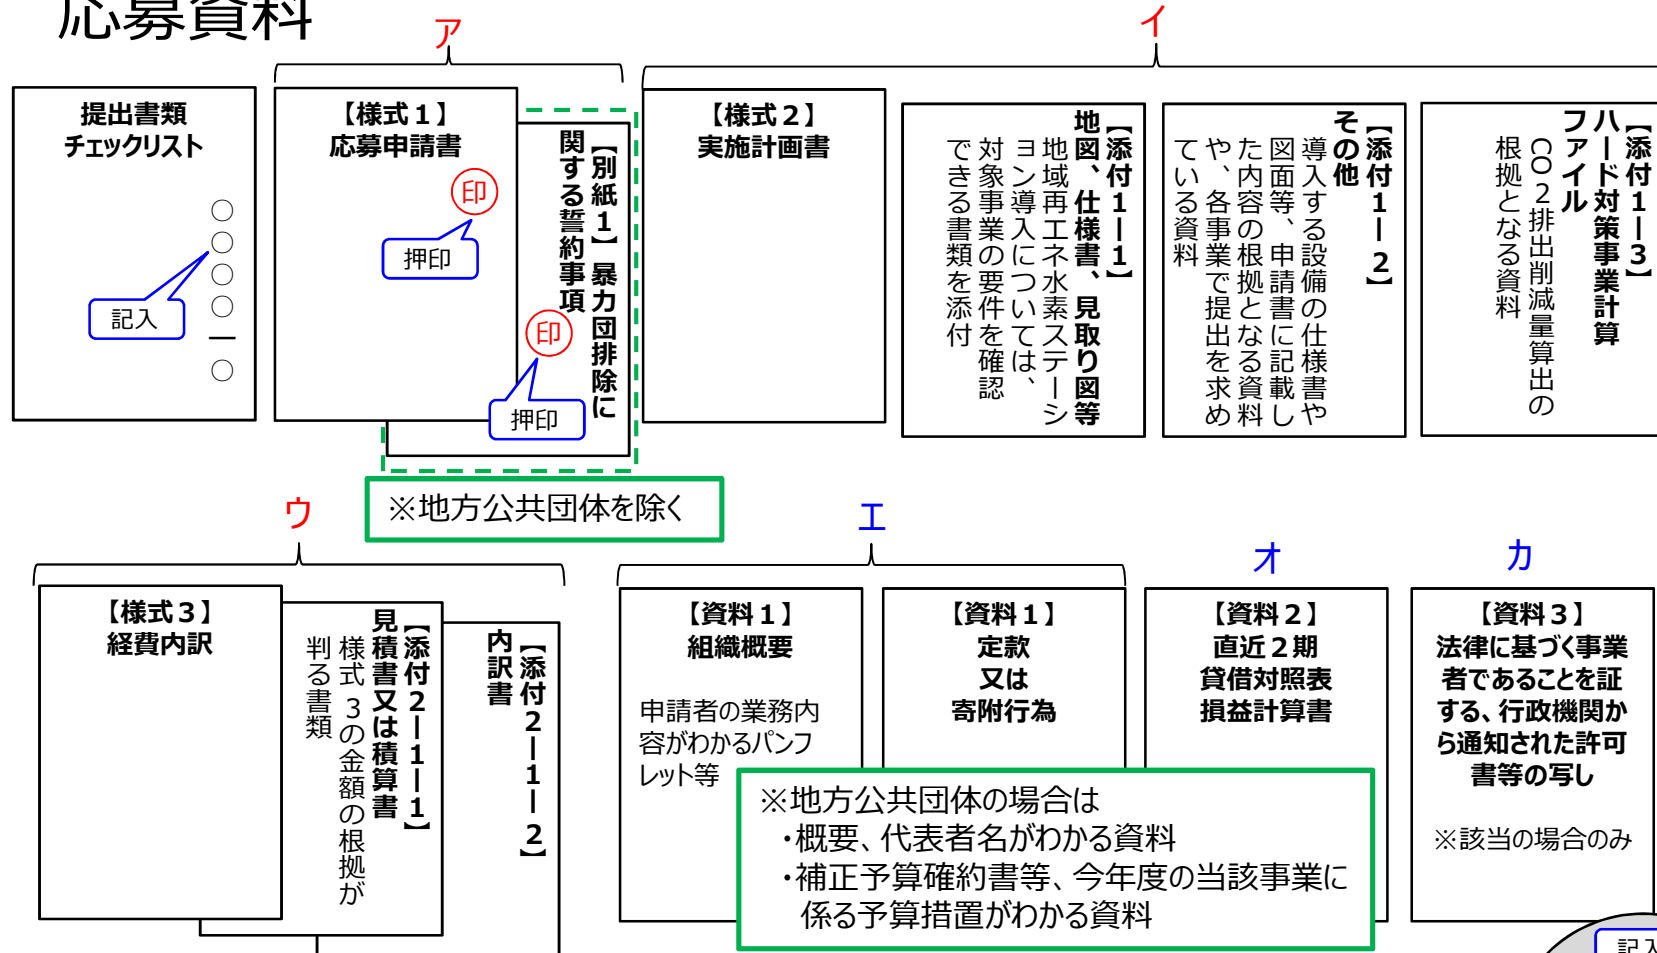 応募資料
ア
イ
提出書類
チェックリスト
○
○
○
○
ー
○
記入
【様式１】
応募申請書
印
押印
【別紙１】暴力団排除に
関する誓約事項
印
押印
※地方公共団体を除く
【様式２】
実施計画書
【添付１ー１】
地図、仕様書、見取り図等
地域再エネ水素ステーシ
ョン導入については、
対象事業の要件を確認
できる書類を添付
【添付１ー２】
その他
導入する設備の仕様書や
図面等、申請書に記載し
た内容の根拠となる資料
や、各事業で提出を求め
ている資料
【添付１ー３】
ハード対策事業計算
ファイル
ＣＯ２排出削減量算出の
根拠となる資料
ウ
エ
オ
カ
【様式３】
経費内訳
【添付２ー１ー１】
見積書又は積算書
様式３の金額の根拠が
判る書類
【添付２ー１ー２】
内訳書
【資料１】
組織概要
申請者の業務内
容がわかるパンフ
レット等
【資料１】
定款
又は
寄附行為
【資料２】
直近２期
貸借対照表
損益計算書
【資料３】
法律に基づく事業
者であることを証
する、行政機関か
ら通知された許可
書等の写し
※該当の場合のみ
※地方公共団体の場合は
・概要、代表者名がわかる資料
・補正予算確約書等、今年度の当該事業に
係る予算措置がわかる資料
記入